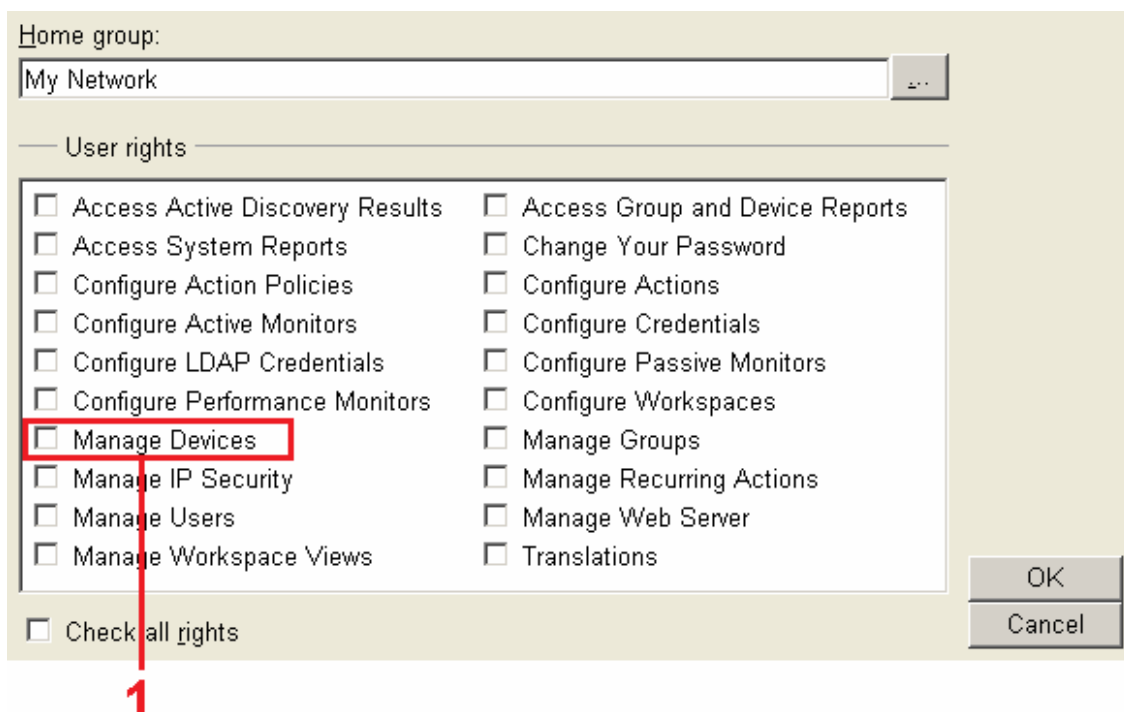 Home group:
My Network
...
User rights
Access Active Discovery Results
Access Group and Device Reports
Access System Reports
Change Your Password
Configure Action Policies
Configure Actions
Configure Active Monitors
Configure Credentials
Configure LDAP Credentials
Configure Passive Monitors
Configure Performance Monitors
Configure Workspaces
Manage Devices
Manage Groups
Manage IP Security
Manage Recurring Actions
Manage Users
Manage Web Server
Manage Workspace Views
Translations
OK
Check all rights
Cancel
1